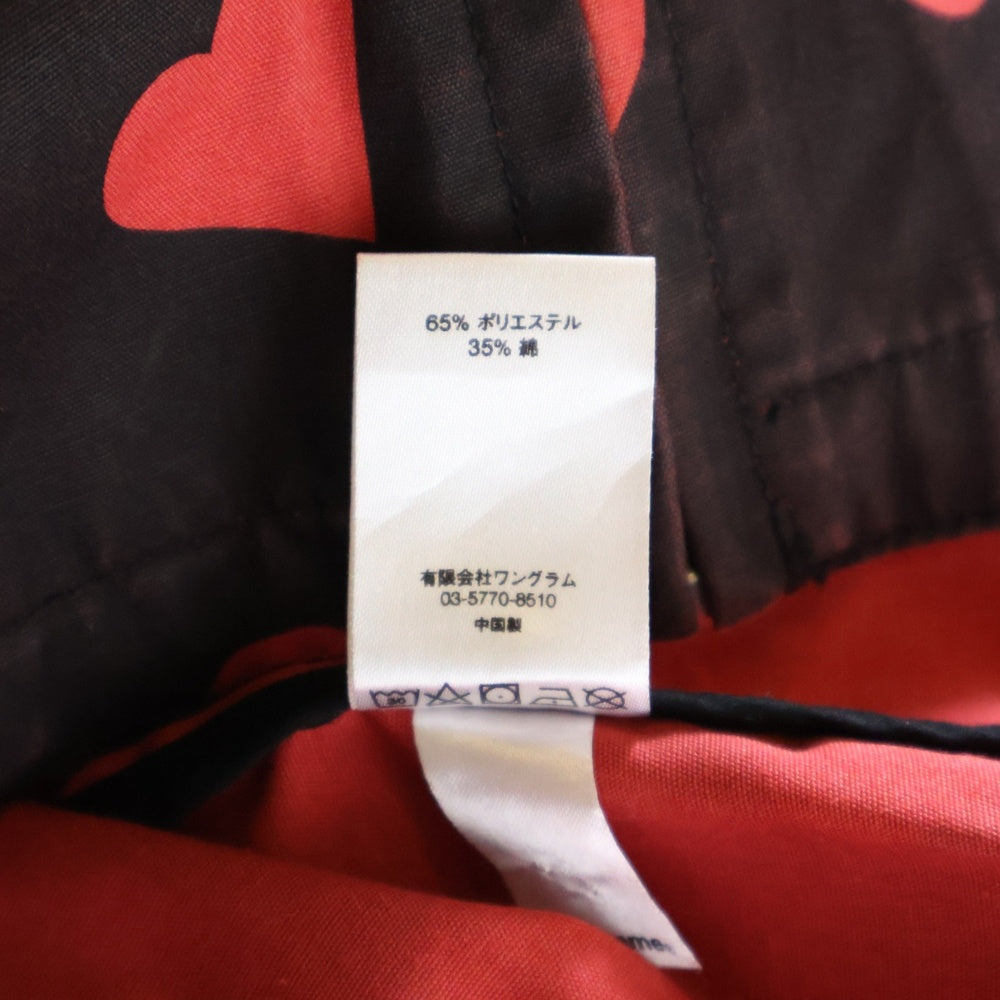 65% ポリエステル
35% 綿
有限会社ワングラム
03-5770-8510
中国製
30